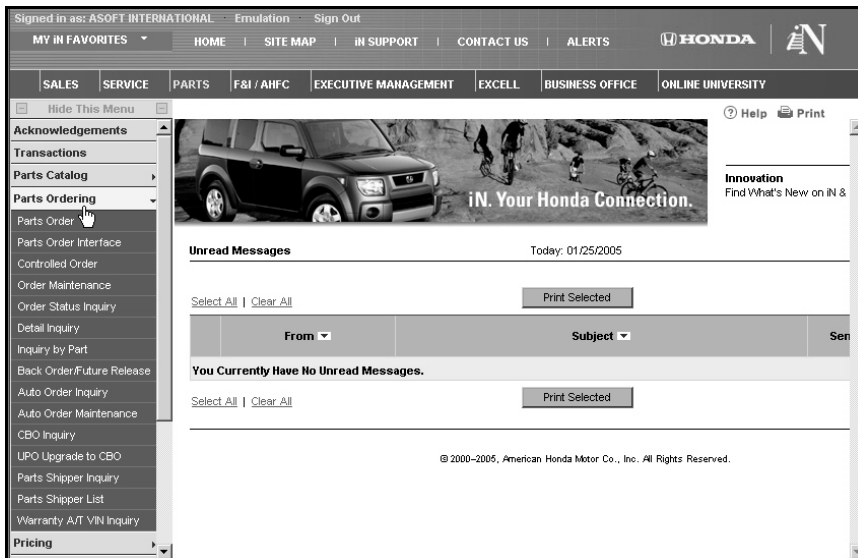 Signed in as: ASOFT INTERNATIONAL · Emulation · Sign Out
MY iN FAVORITES
HOME | SITE MAP | iN SUPPORT | CONTACT US | ALERTS
HONDA
iN
SALES
SERVICE
PARTS
F&I / AHFC
EXECUTIVE MANAGEMENT
EXCELL
BUSINESS OFFICE
ONLINE UNIVERSITY
Hide This Menu
Help
Print
Acknowledgements
Transactions
Parts Catalog
Parts Ordering
Parts Order
Parts Order Interface
Controlled Order
Order Maintenance
Order Status Inquiry
Detail Inquiry
Inquiry by Part
Back Order/Future Release
Auto Order Inquiry
Auto Order Maintenance
CBO Inquiry
UPO Upgrade to CBO
Parts Shipper Inquiry
Parts Shipper List
Warranty A/T VIN Inquiry
Pricing
iN. Your Honda Connection.
Innovation
Find What's New on iN &
Unread Messages
Today: 01/25/2005
Select All | Clear All
Print Selected
From
Subject
Sen
You Currently Have No Unread Messages.
Select All | Clear All
Print Selected
© 2000–2005, American Honda Motor Co., Inc. All Rights Reserved.